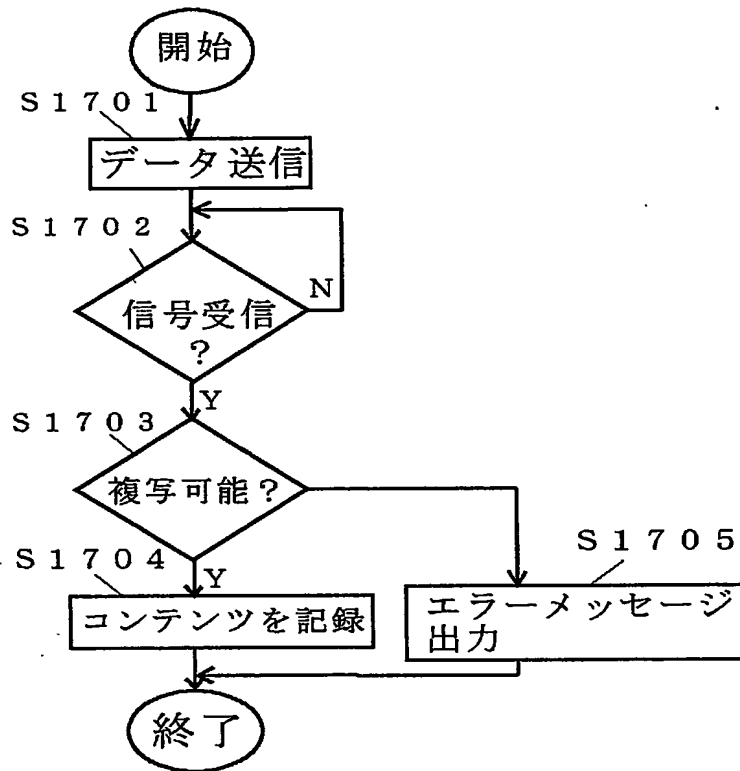 開始
S1701
データ送信
S1702
信号受信
?
N
Y
S1703
複写可能?
Y
S1704
コンテンツを記録
S1705
エラーメッセージ
出力
終了